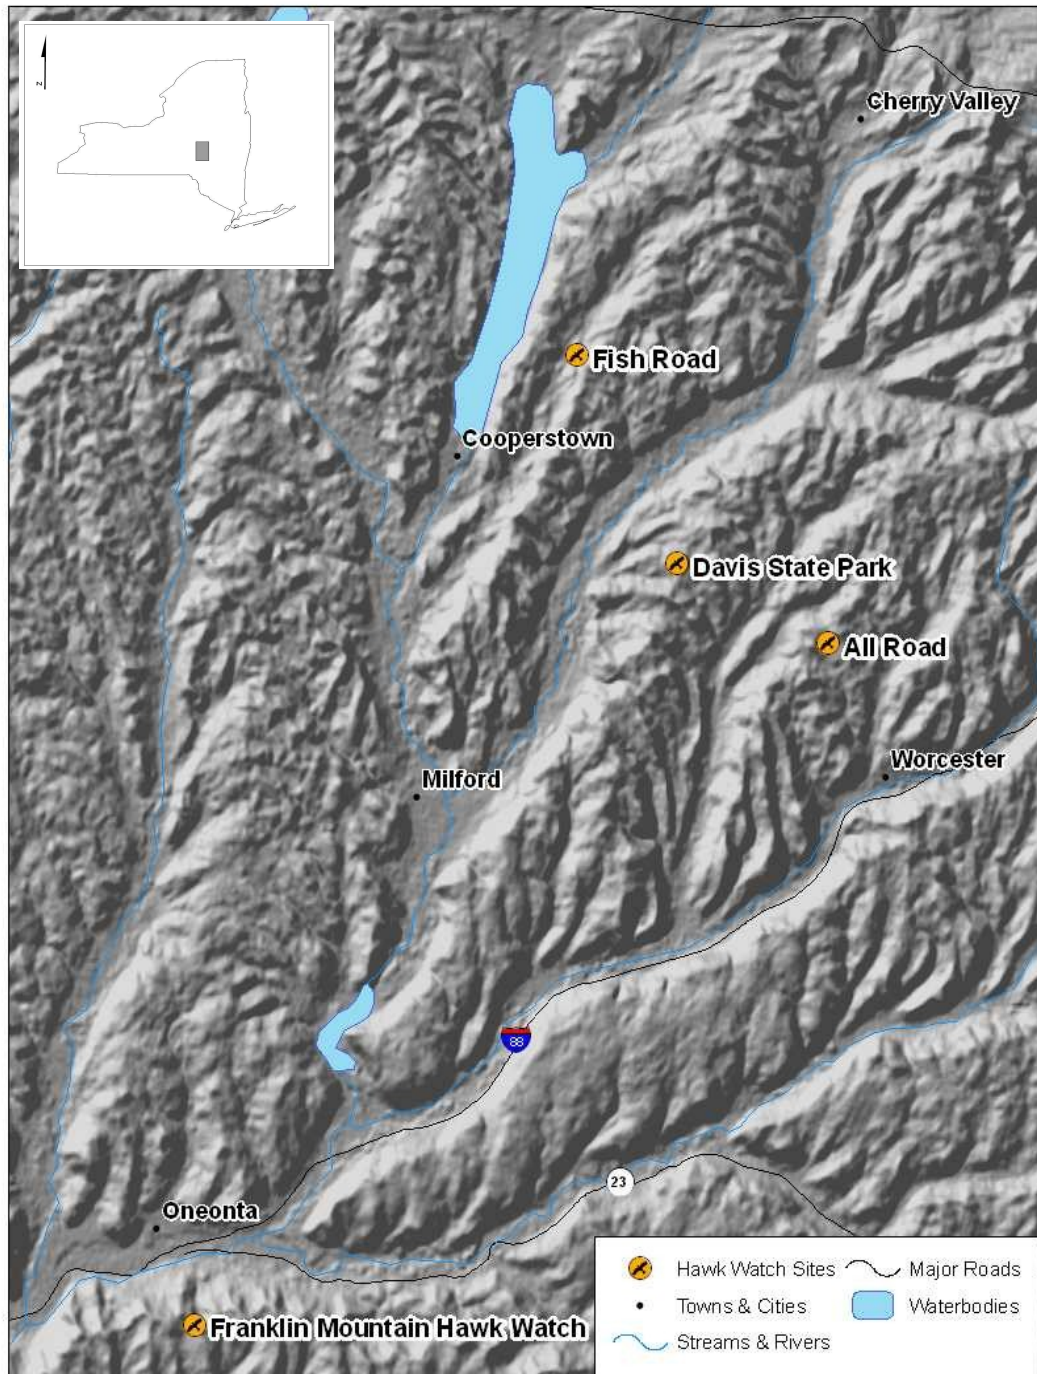 N
Cherry Valley
Fish Road
Cooperstown
Davis State Park
All Road
Worcester
Milford
88
23
Oneonta
Franklin Mountain Hawk Watch
Hawk Watch Sites
Major Roads
Towns & Cities
Waterbodies
Streams & Rivers